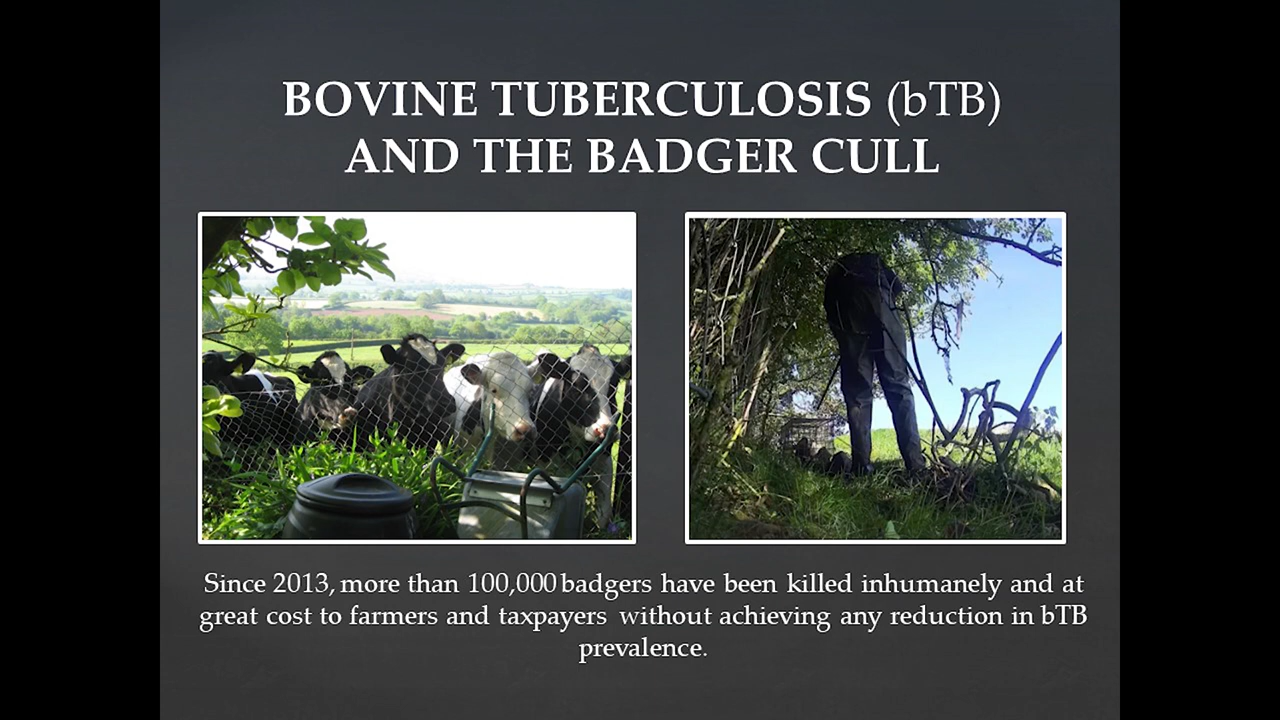 BOVINE TUBERCULOSIS (bTB)
AND THE BADGER CULL
Since 2013, more than 100,000 badgers have been killed inhumanely and at
great cost to farmers and taxpayers without achieving any reduction in bTB
prevalence.